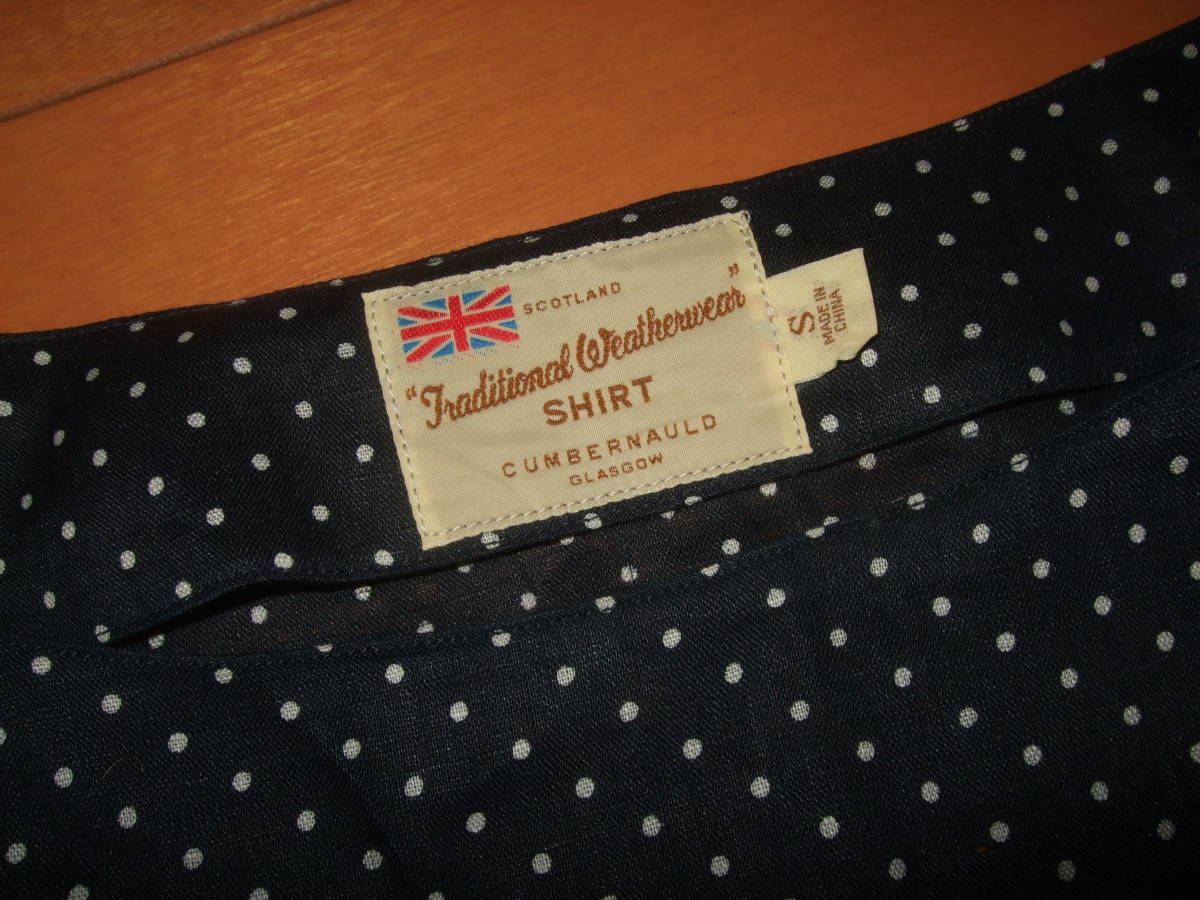 SCOTLAND
"Traditional Weatherwear"
SHIRT
CUMBERNAULD
GLASGOW
S
MADE IN
CHINA